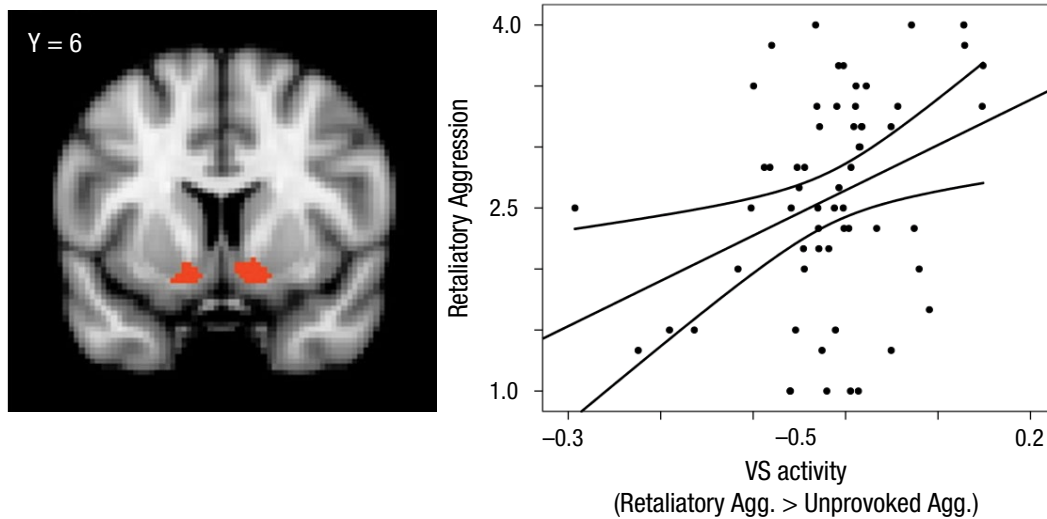 Y = 6
Retaliatory Aggression
4.0
2.5
1.0
–0.3
–0.5
0.2
VS activity
(Retaliatory Agg. > Unprovoked Agg.)